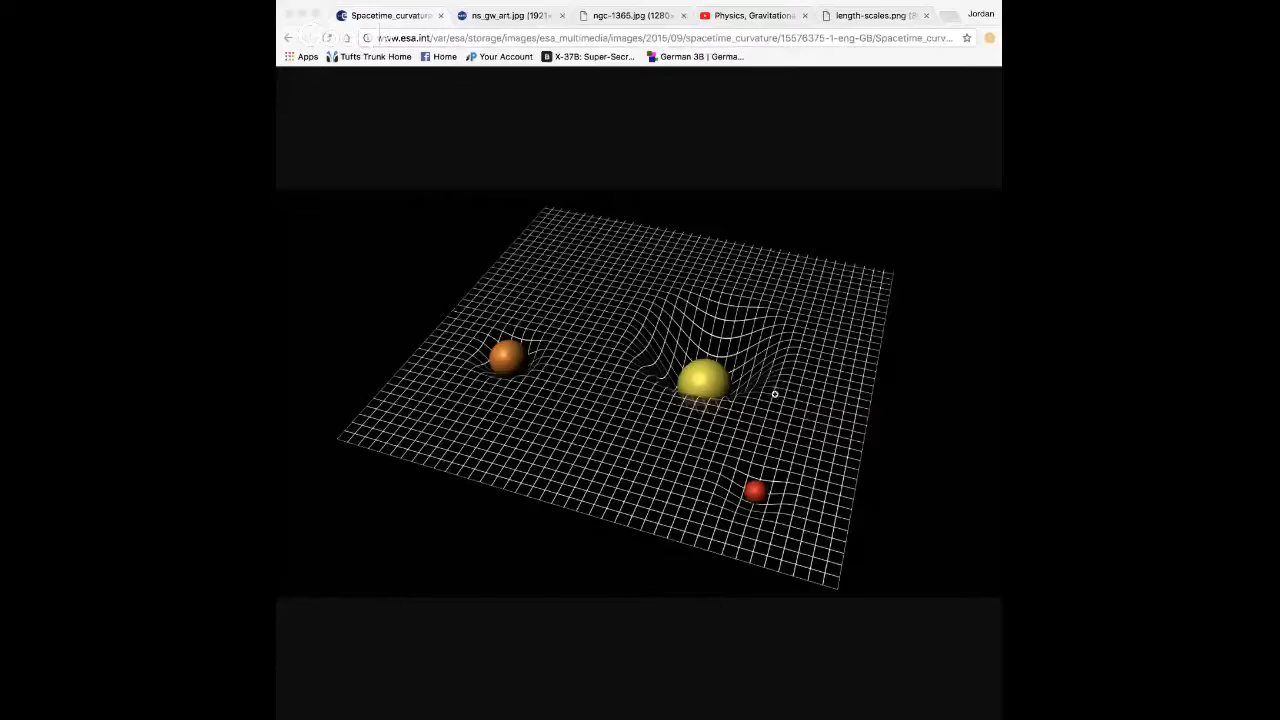 Spacetime_curvature
ns_gw_art.jpg (1921×
ngc-1365.jpg (1280×
Physics, Gravitationa
length-scales.png (8
Jordan
www.esa.int/var/esa/storage/images/esa_multimedia/images/2015/09/spacetime_curvature/15576375-1-eng-GB/Spacetime_curv...
Apps
Tufts Trunk Home
Home
Your Account
X-37B: Super-Secr...
German 3B | Germa...